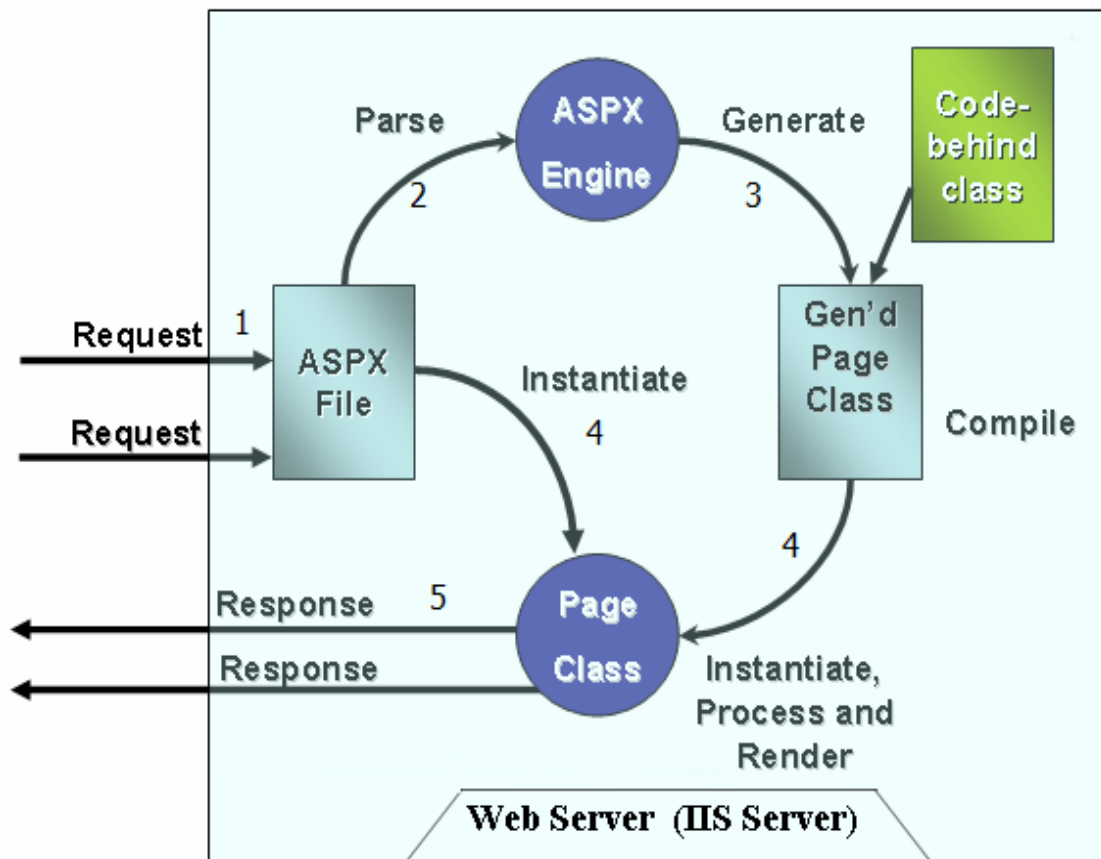 ASPX
Engine
Code-
behind
class
Parse
Generate
2
3
Request
1
ASPX
File
Gen'd
Page
Class
Instantiate
4
Request
Compile
4
Response
5
Page
Class
Response
Instantiate,
Process and
Render
Web Server (IIS Server)